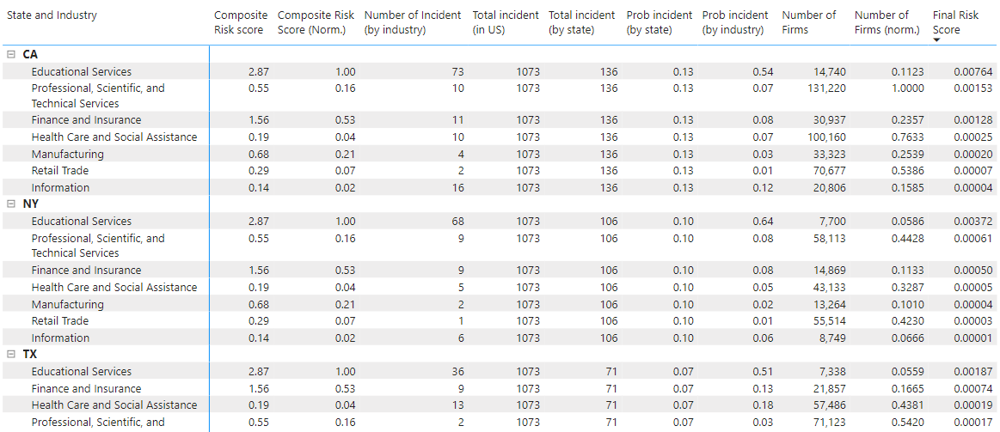 State and Industry Composite Composite Risk Number of Incident Total incident Total incident Prob incident Prob incident Number of Number of Final Risk
Risk score Score (Norm.) (by industry) (in US) (by state) (by state) (by industry) Firms Firms (norm.) Score
CA
Educational Services 2.87 1.00 73 1073 136 0.13 0.54 14,740 0.1123 0.00764
Professional, Scientific, and 0.55 0.16 10 1073 136 0.13 0.07 131,220 1.0000 0.00153
Technical Services
Finance and Insurance 1.56 0.53 11 1073 136 0.13 0.08 30,937 0.2357 0.00128
Health Care and Social Assistance 0.19 0.04 10 1073 136 0.13 0.07 100,160 0.7633 0.00025
Manufacturing 0.68 0.21 4 1073 136 0.13 0.03 33,323 0.2539 0.00020
Retail Trade 0.29 0.07 2 1073 136 0.13 0.01 70,677 0.5386 0.00007
Information 0.14 0.02 16 1073 136 0.13 0.12 20,806 0.1585 0.00004
NY
Educational Services 2.87 1.00 68 1073 106 0.10 0.64 7,700 0.0586 0.00372
Professional, Scientific, and 0.55 0.16 9 1073 106 0.10 0.08 58,113 0.4428 0.00061
Technical Services
Finance and Insurance 1.56 0.53 9 1073 106 0.10 0.08 14,869 0.1133 0.00050
Health Care and Social Assistance 0.19 0.04 5 1073 106 0.10 0.05 43,133 0.3287 0.00005
Manufacturing 0.68 0.21 2 1073 106 0.10 0.02 13,264 0.1010 0.00004
Retail Trade 0.29 0.07 1 1073 106 0.10 0.01 55,514 0.4230 0.00003
Information 0.14 0.02 6 1073 106 0.10 0.06 8,749 0.0666 0.00001
TX
Educational Services 2.87 1.00 36 1073 71 0.07 0.51 7,338 0.0559 0.00187
Finance and Insurance 1.56 0.53 9 1073 71 0.07 0.13 21,857 0.1665 0.00074
Health Care and Social Assistance 0.19 0.04 13 1073 71 0.07 0.18 57,486 0.4381 0.00019
Professional, Scientific, and 0.55 0.16 2 1073 71 0.07 0.03 71,123 0.5420 0.00017